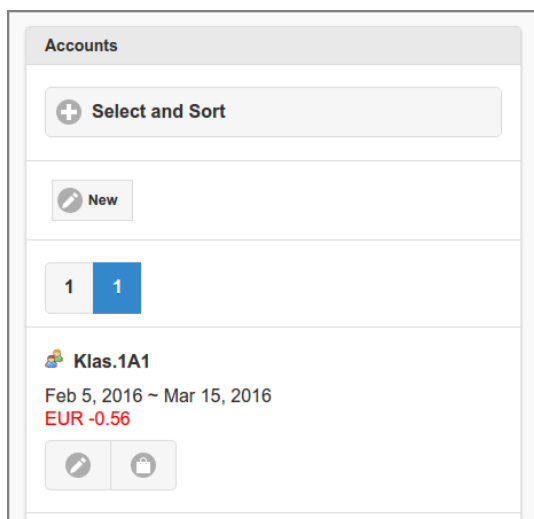 Accounts
Select and Sort
New
1 1
Klas.1A1
Feb 5, 2016 ~ Mar 15, 2016
EUR -0.56